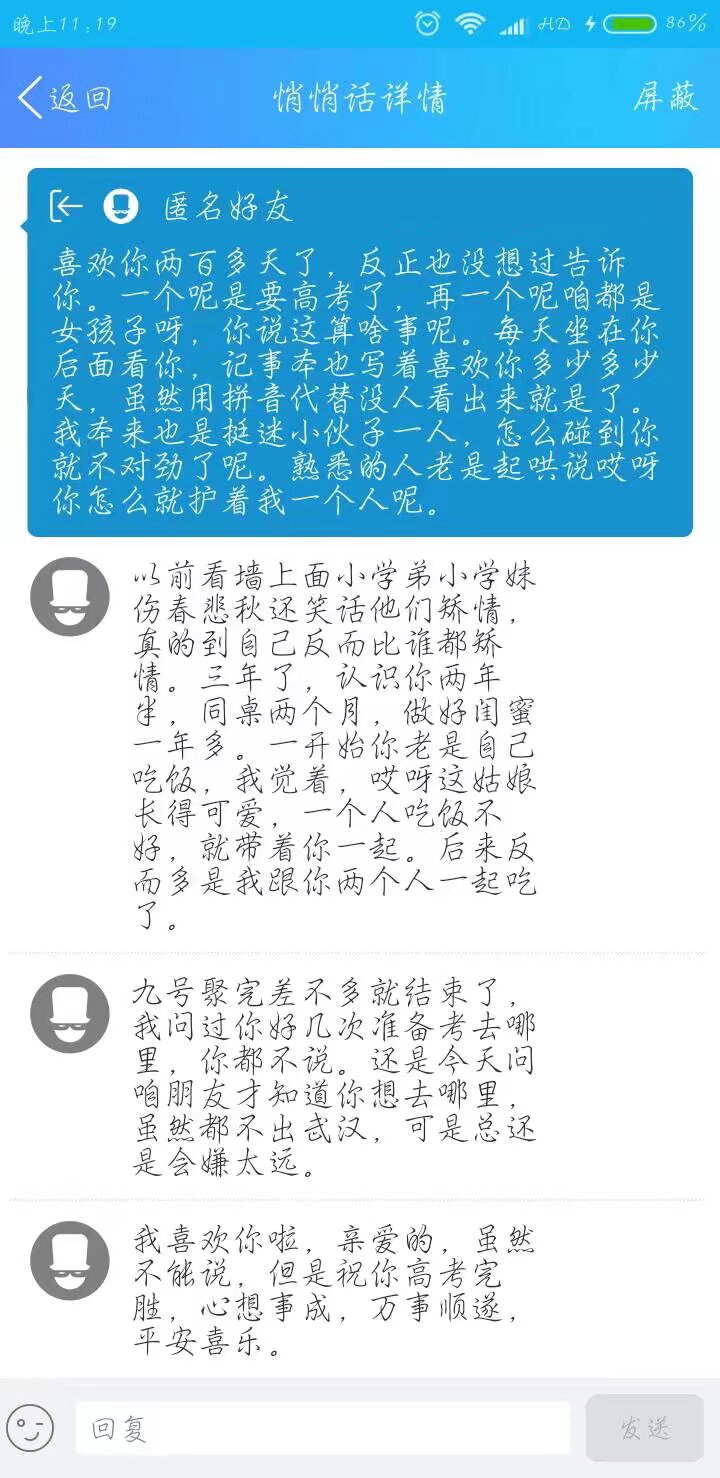 晚上11:19
HD
86%
返回
悄悄话详情
屏蔽
匿名好友
喜欢你两百多天了，反正也没想过告诉
你。一个呢是要高考了，再一个呢咱都是
女孩子呀，你说这算啥事呢。每天坐在你
后面看你，记事本也写着喜欢你多少多少
天，虽然用拼音代替没人看出来就是了。
我本来也是挺迷小伙子一人，怎么碰到你
就不对劲了呢。熟悉的人老是起哄说哎呀
你怎么就护着我一个人呢。
以前看墙上面小学弟小学妹
伤春悲秋还笑话他们矫情，
真的到自己反而比谁都矫
情。三年了，认识你两年
半，同桌两个月，做好闺蜜
一年多。一开始你老是自己
吃饭，我觉着，哎呀这姑娘
长得可爱，一个人吃饭不
好，就带着你一起。后来反
而多是我跟你两个人一起吃
了。
九号聚完差不多就结束了，
我问过你好几次准备考去哪
里，你都不说。还是今天问
咱朋友才知道你想去哪里，
虽然都不出武汉，可是总还
是会嫌太远。
我喜欢你啦，亲爱的，虽然
不能说，但是祝你高考完
胜，心想事成，万事顺遂，
平安喜乐。
回复
发送